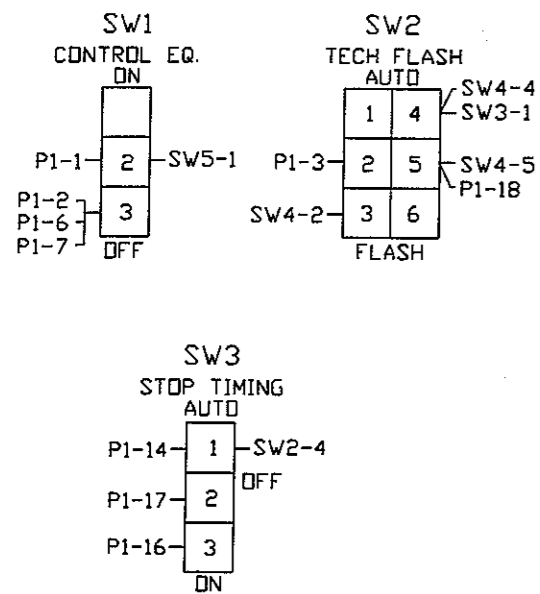 SW1
CONTROL EQ.
ON
P1-1 2 SW5-1
P1-2
P1-6 3
P1-7
OFF
SW2
TECH FLASH
AUTO
SW4-4
1 4 SW3-1
P1-3 2 5 SW4-5
P1-18
SW4-2 3 6
FLASH
SW3
STOP TIMING
AUTO
P1-14 1 SW2-4
OFF
P1-17 2
P1-16 3
ON